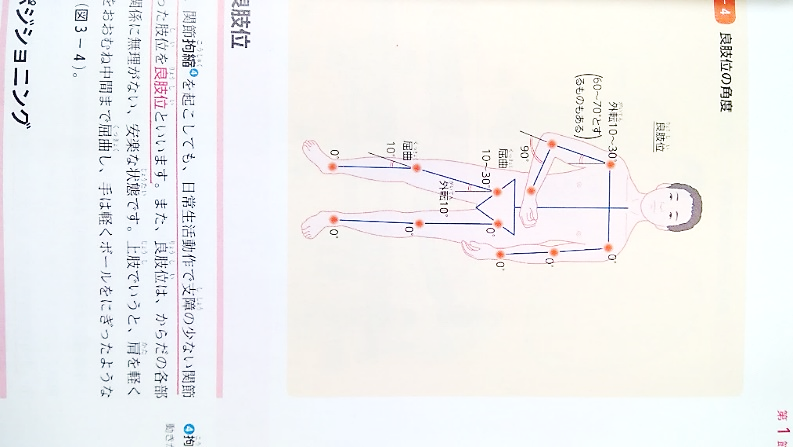 第1
-4 良肢位の角度
良肢位
外転10～30°
(60～70°とするものもある)
90°
屈曲
10～30°
外転10°
屈曲
10°
0°
0°
0°
0°
0°
0°
0°
良肢位
、関節拘縮❹を起こしても、日常生活動作で支障の少ない関節
った肢位を良肢位といいます。また、良肢位は、からだの各部
関係に無理がない、安楽な状態です。上肢でいうと、肩を軽く
をおおむね中間まで屈曲し、手は軽くボールをにぎったような
(図3－4)。
❹拘
動き
ポジショニング